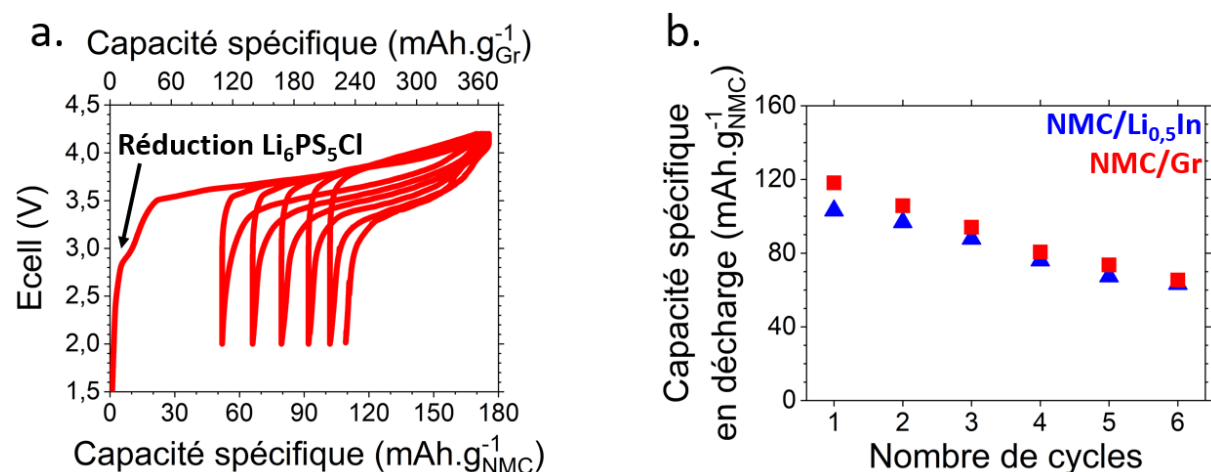 a.
Capacité spécifique (mAh.g⁻¹Gr)
0 60 120 180 240 300 360
4,5
4,0
3,5
3,0
2,5
2,0
1,5
Ecell (V)
Réduction Li₆PS₅Cl
0 30 60 90 120 150 180
Capacité spécifique (mAh.g⁻¹NMC)
b.
Capacité spécifique
en décharge (mAh.g⁻¹NMC)
160
120
80
40
0
NMC/Li₀,₅In
NMC/Gr
1 2 3 4 5 6
Nombre de cycles